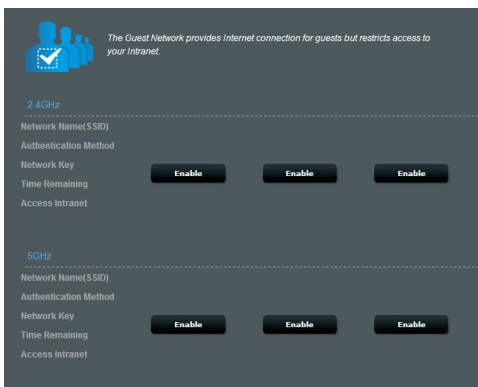 The Guest Network provides Internet connection for guests but restricts access to
your Intranet.
2.4GHz
Network Name(SSID)
Authentication Method
Network Key
Enable Enable Enable
Time Remaining
Access Intranet
5GHz
Network Name(SSID)
Authentication Method
Network Key
Enable Enable Enable
Time Remaining
Access Intranet